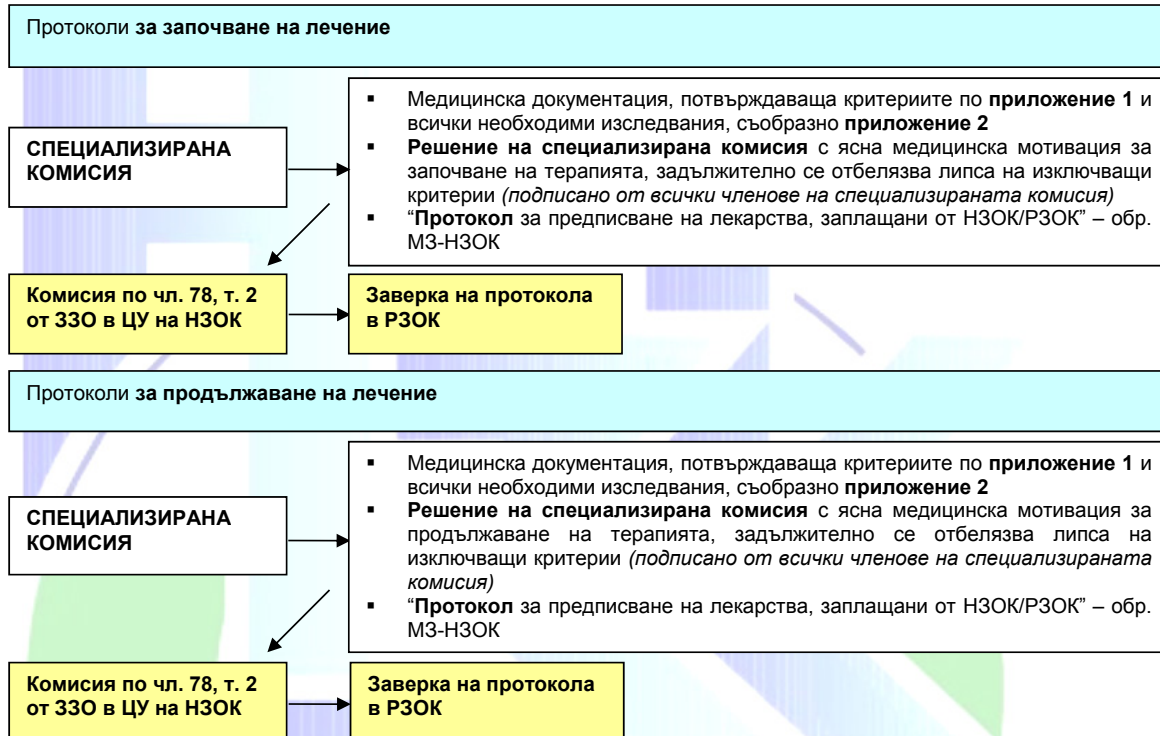 Протоколи за започване на лечение
СПЕЦИАЛИЗИРАНА
КОМИСИЯ
▪ Медицинска документация, потвърждаваща критериите по приложение 1 и
всички необходими изследвания, съобразно приложение 2
▪ Решение на специализирана комисия с ясна медицинска мотивация за
започване на терапията, задължително се отбелязва липса на изключващи
критерии (подписано от всички членове на специализираната комисия)
▪ “Протокол за предписване на лекарства, заплащани от НЗОК/РЗОК” – обр.
МЗ-НЗОК
Комисия по чл. 78, т. 2
от ЗЗО в ЦУ на НЗОК
Заверка на протокола
в РЗОК
Протоколи за продължаване на лечение
СПЕЦИАЛИЗИРАНА
КОМИСИЯ
▪ Медицинска документация, потвърждаваща критериите по приложение 1 и
всички необходими изследвания, съобразно приложение 2
▪ Решение на специализирана комисия с ясна медицинска мотивация за
продължаване на терапията, задължително се отбелязва липса на
изключващи критерии (подписано от всички членове на специализираната
комисия)
▪ “Протокол за предписване на лекарства, заплащани от НЗОК/РЗОК” – обр.
МЗ-НЗОК
Комисия по чл. 78, т. 2
от ЗЗО в ЦУ на НЗОК
Заверка на протокола
в РЗОК